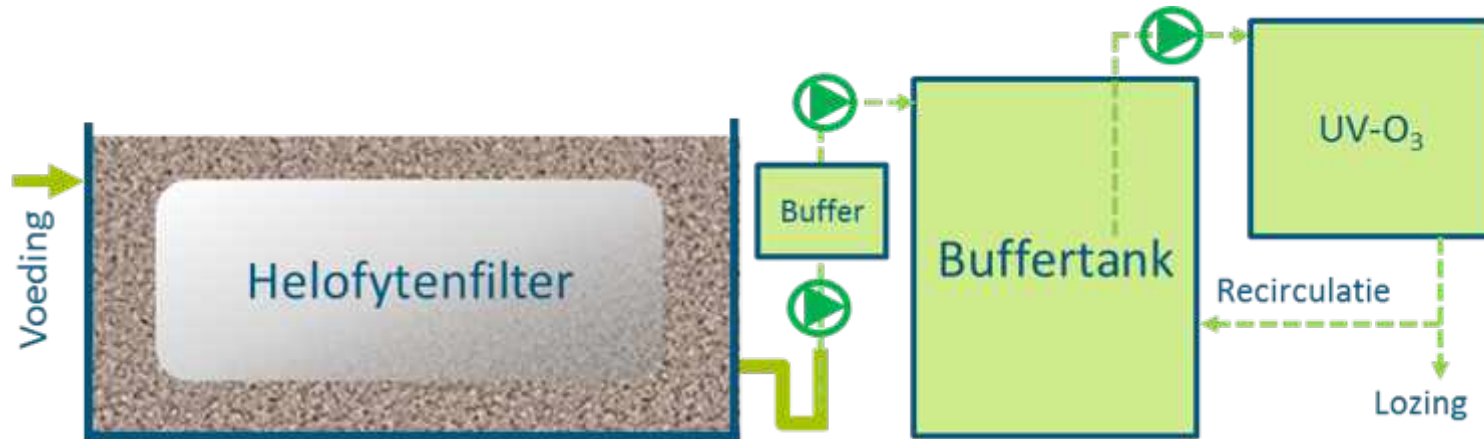 Voeding
Helofytenfilter
Buffer
Buffertank
UV-O₃
Recirculatie
Lozing